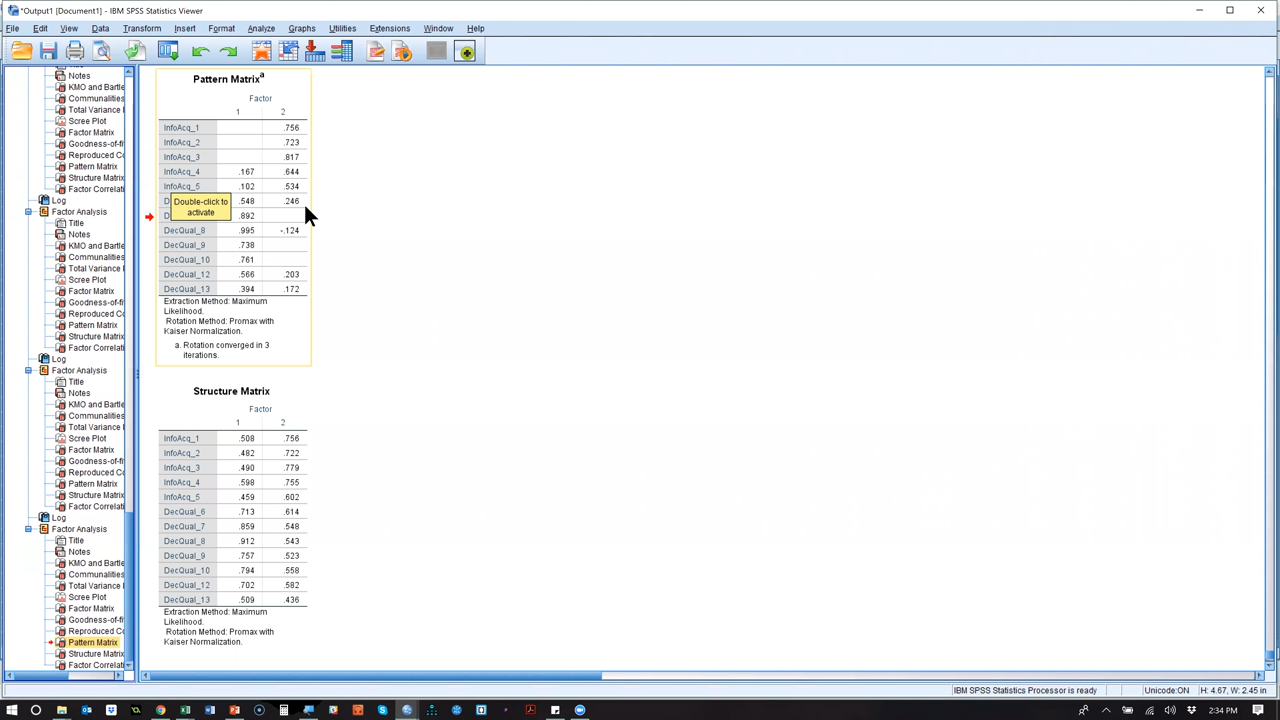 *Output1 [Document1] - IBM SPSS Statistics Viewer
File Edit View Data Transform Insert Format Analyze Graphs Utilities Extensions Window Help
Notes
KMO and Bartle
Communalities
Total Variance
Scree Plot
Factor Matrix
Goodness-of-fi
Reproduced Co
Pattern Matrix
Structure Matrix
Factor Correlati
Log
Factor Analysis
Title
Notes
KMO and Bartle
Communalities
Total Variance
Scree Plot
Factor Matrix
Goodness-of-fi
Reproduced Co
Pattern Matrix
Structure Matrix
Factor Correlati
Log
Factor Analysis
Title
Notes
KMO and Bartle
Communalities
Total Variance
Scree Plot
Factor Matrix
Goodness-of-fi
Reproduced Co
Pattern Matrix
Structure Matrix
Factor Correlati
Log
Factor Analysis
Title
Notes
KMO and Bartle
Communalities
Total Variance
Scree Plot
Factor Matrix
Goodness-of-fi
Reproduced Co
Pattern Matrix
Structure Matrix
Factor Correlati
Pattern Matrixa
Factor
1 2
InfoAcq_1 .756
InfoAcq_2 .723
InfoAcq_3 .817
InfoAcq_4 .167 .644
InfoAcq_5 .102 .534
D .548 .246
D .892
Double-click to
activate
DecQual_8 .995 -.124
DecQual_9 .738
DecQual_10 .761
DecQual_12 .566 .203
DecQual_13 .394 .172
Extraction Method: Maximum
Likelihood.
Rotation Method: Promax with
Kaiser Normalization.
a. Rotation converged in 3
iterations.
Structure Matrix
Factor
1 2
InfoAcq_1 .508 .756
InfoAcq_2 .482 .722
InfoAcq_3 .490 .779
InfoAcq_4 .598 .755
InfoAcq_5 .459 .602
DecQual_6 .713 .614
DecQual_7 .859 .548
DecQual_8 .912 .543
DecQual_9 .757 .523
DecQual_10 .794 .558
DecQual_12 .702 .582
DecQual_13 .509 .436
Extraction Method: Maximum
Likelihood.
Rotation Method: Promax with
Kaiser Normalization.
IBM SPSS Statistics Processor is ready Unicode:ON H: 4.67, W: 2.45 in
2:34 PM